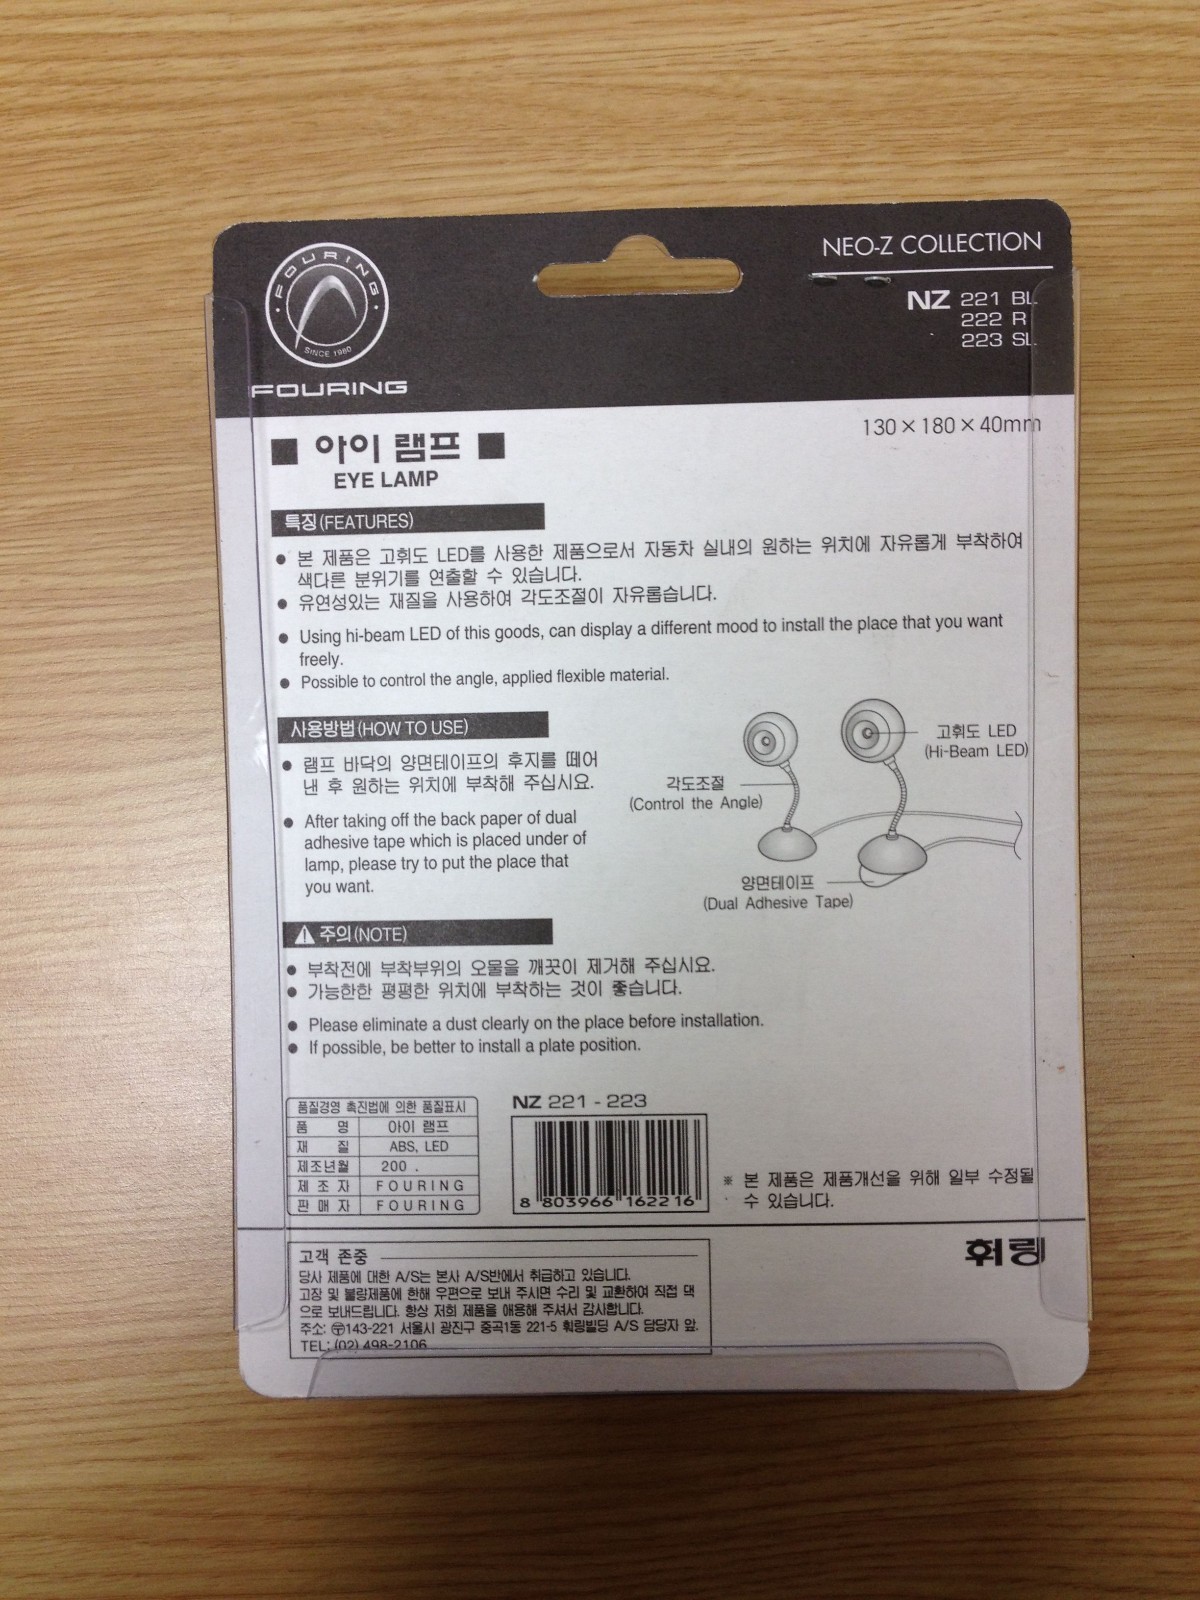 FOURING
SINCE 1980
FOURING
NEO-Z COLLECTION
NZ 221 BL
222 R
223 SL
130×180×40mm
■ 아이 램프 ■
EYE LAMP
특징(FEATURES)
● 본 제품은 고휘도 LED를 사용한 제품으로서 자동차 실내의 원하는 위치에 자유롭게 부착하여
색다른 분위기를 연출할 수 있습니다.
● 유연성있는 재질을 사용하여 각도조절이 자유롭습니다.
● Using hi-beam LED of this goods, can display a different mood to install the place that you want
freely.
● Possible to control the angle, applied flexible material.
사용방법(HOW TO USE)
● 램프 바닥의 양면테이프의 후지를 떼어
낸 후 원하는 위치에 부착해 주십시요.
● After taking off the back paper of dual
adhesive tape which is placed under of
lamp, please try to put the place that
you want.
고휘도 LED
(Hi-Beam LED)
각도조절
(Control the Angle)
양면테이프
(Dual Adhesive Tape)
⚠ 주의(NOTE)
● 부착전에 부착부위의 오물을 깨끗이 제거해 주십시요.
● 가능한한 평평한 위치에 부착하는 것이 좋습니다.
● Please eliminate a dust clearly on the place before installation.
● If possible, be better to install a plate position.
품질경영 촉진법에 의한 품질표시
품 명 아이 램프
재 질 ABS, LED
제조년월 200 .
제 조 자 FOURING
판 매 자 FOURING
NZ 221 - 223
8 803966 162216
※ 본 제품은 제품개선을 위해 일부 수정될
수 있습니다.
휘링
고객 존중
당사 제품에 대한 A/S는 본사 A/S반에서 취급하고 있습니다.
고장 및 불량제품에 한해 우편으로 보내 주시면 수리 및 교환하여 직접 댁
으로 보내드립니다. 항상 저희 제품을 애용해 주셔서 감사합니다.
주소: 〶143-221 서울시 광진구 중곡1동 221-5 훠링빌딩 A/S 담당자 앞.
TEL: (02) 498-2106